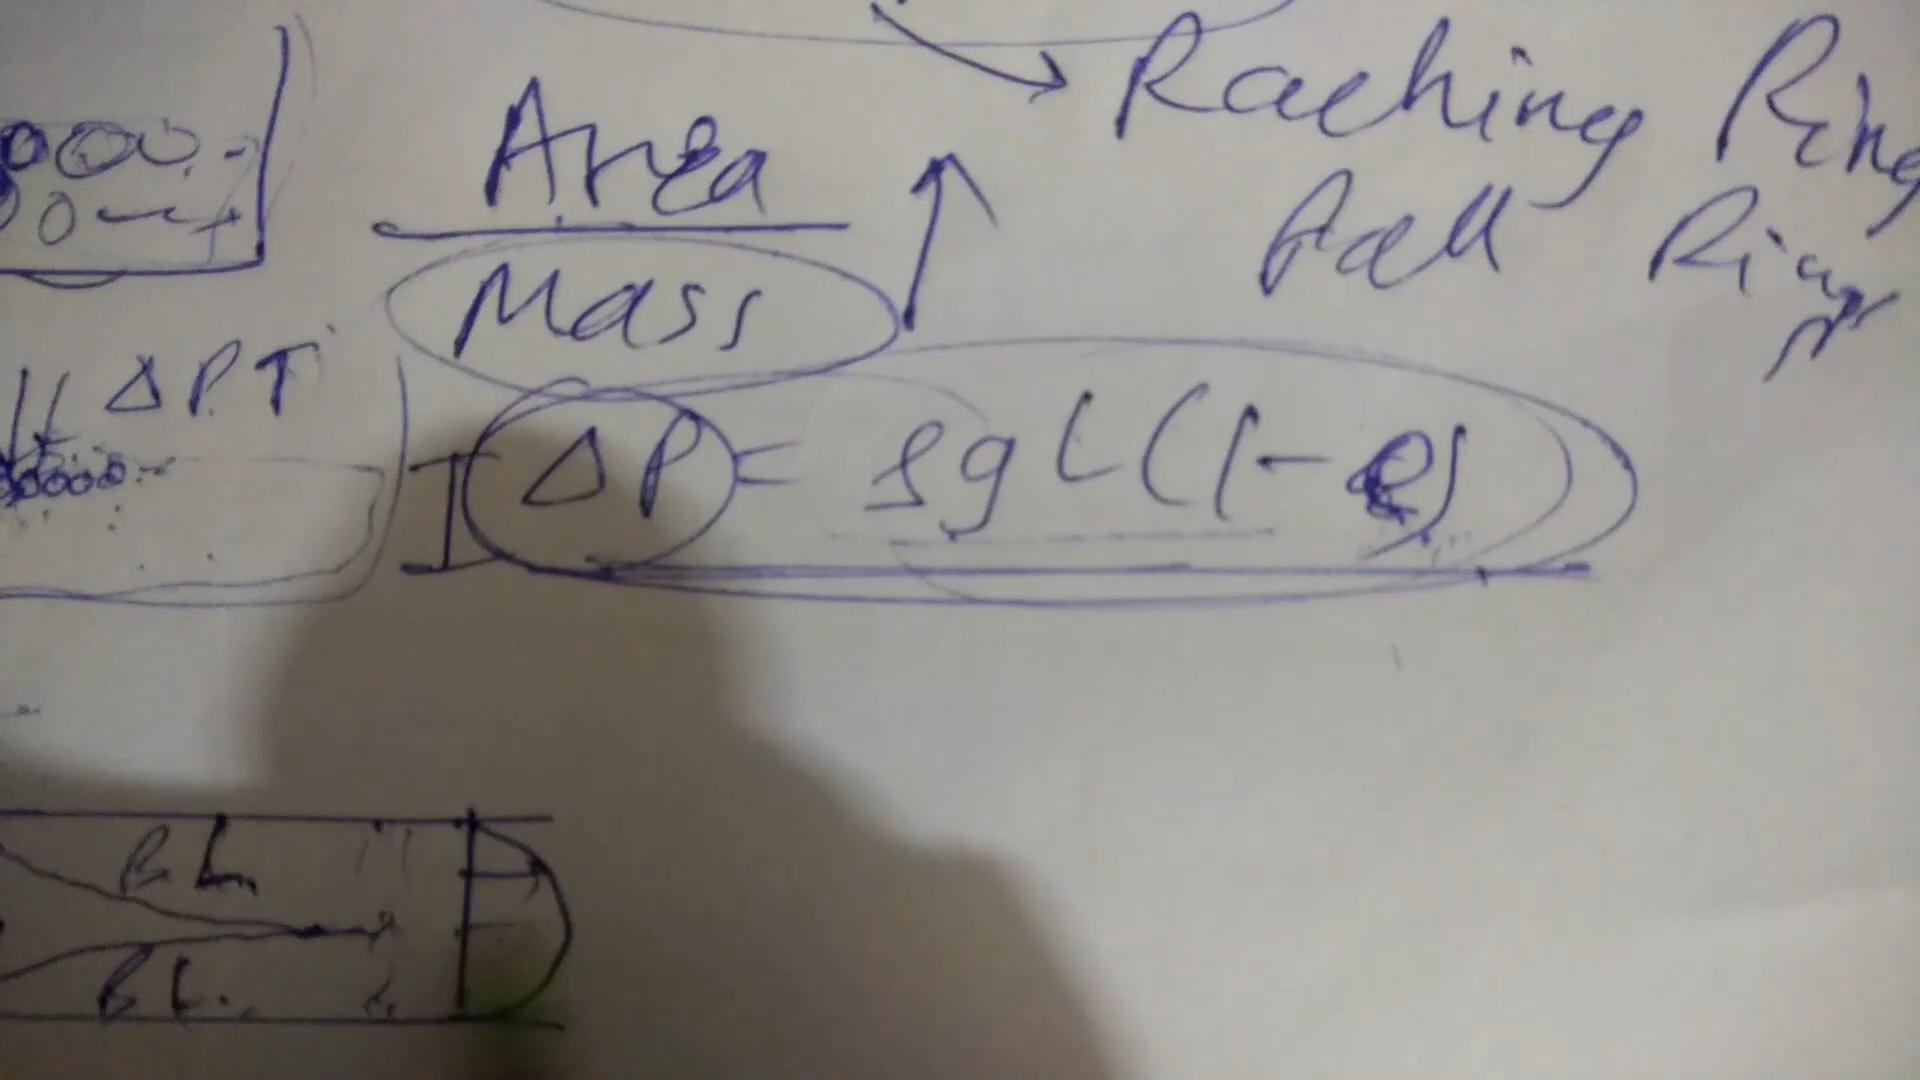 Raching Ring
Area
Mass
Pall Ring
ΔPT
ΔP = ρgL(1-e)
B L.
B L.